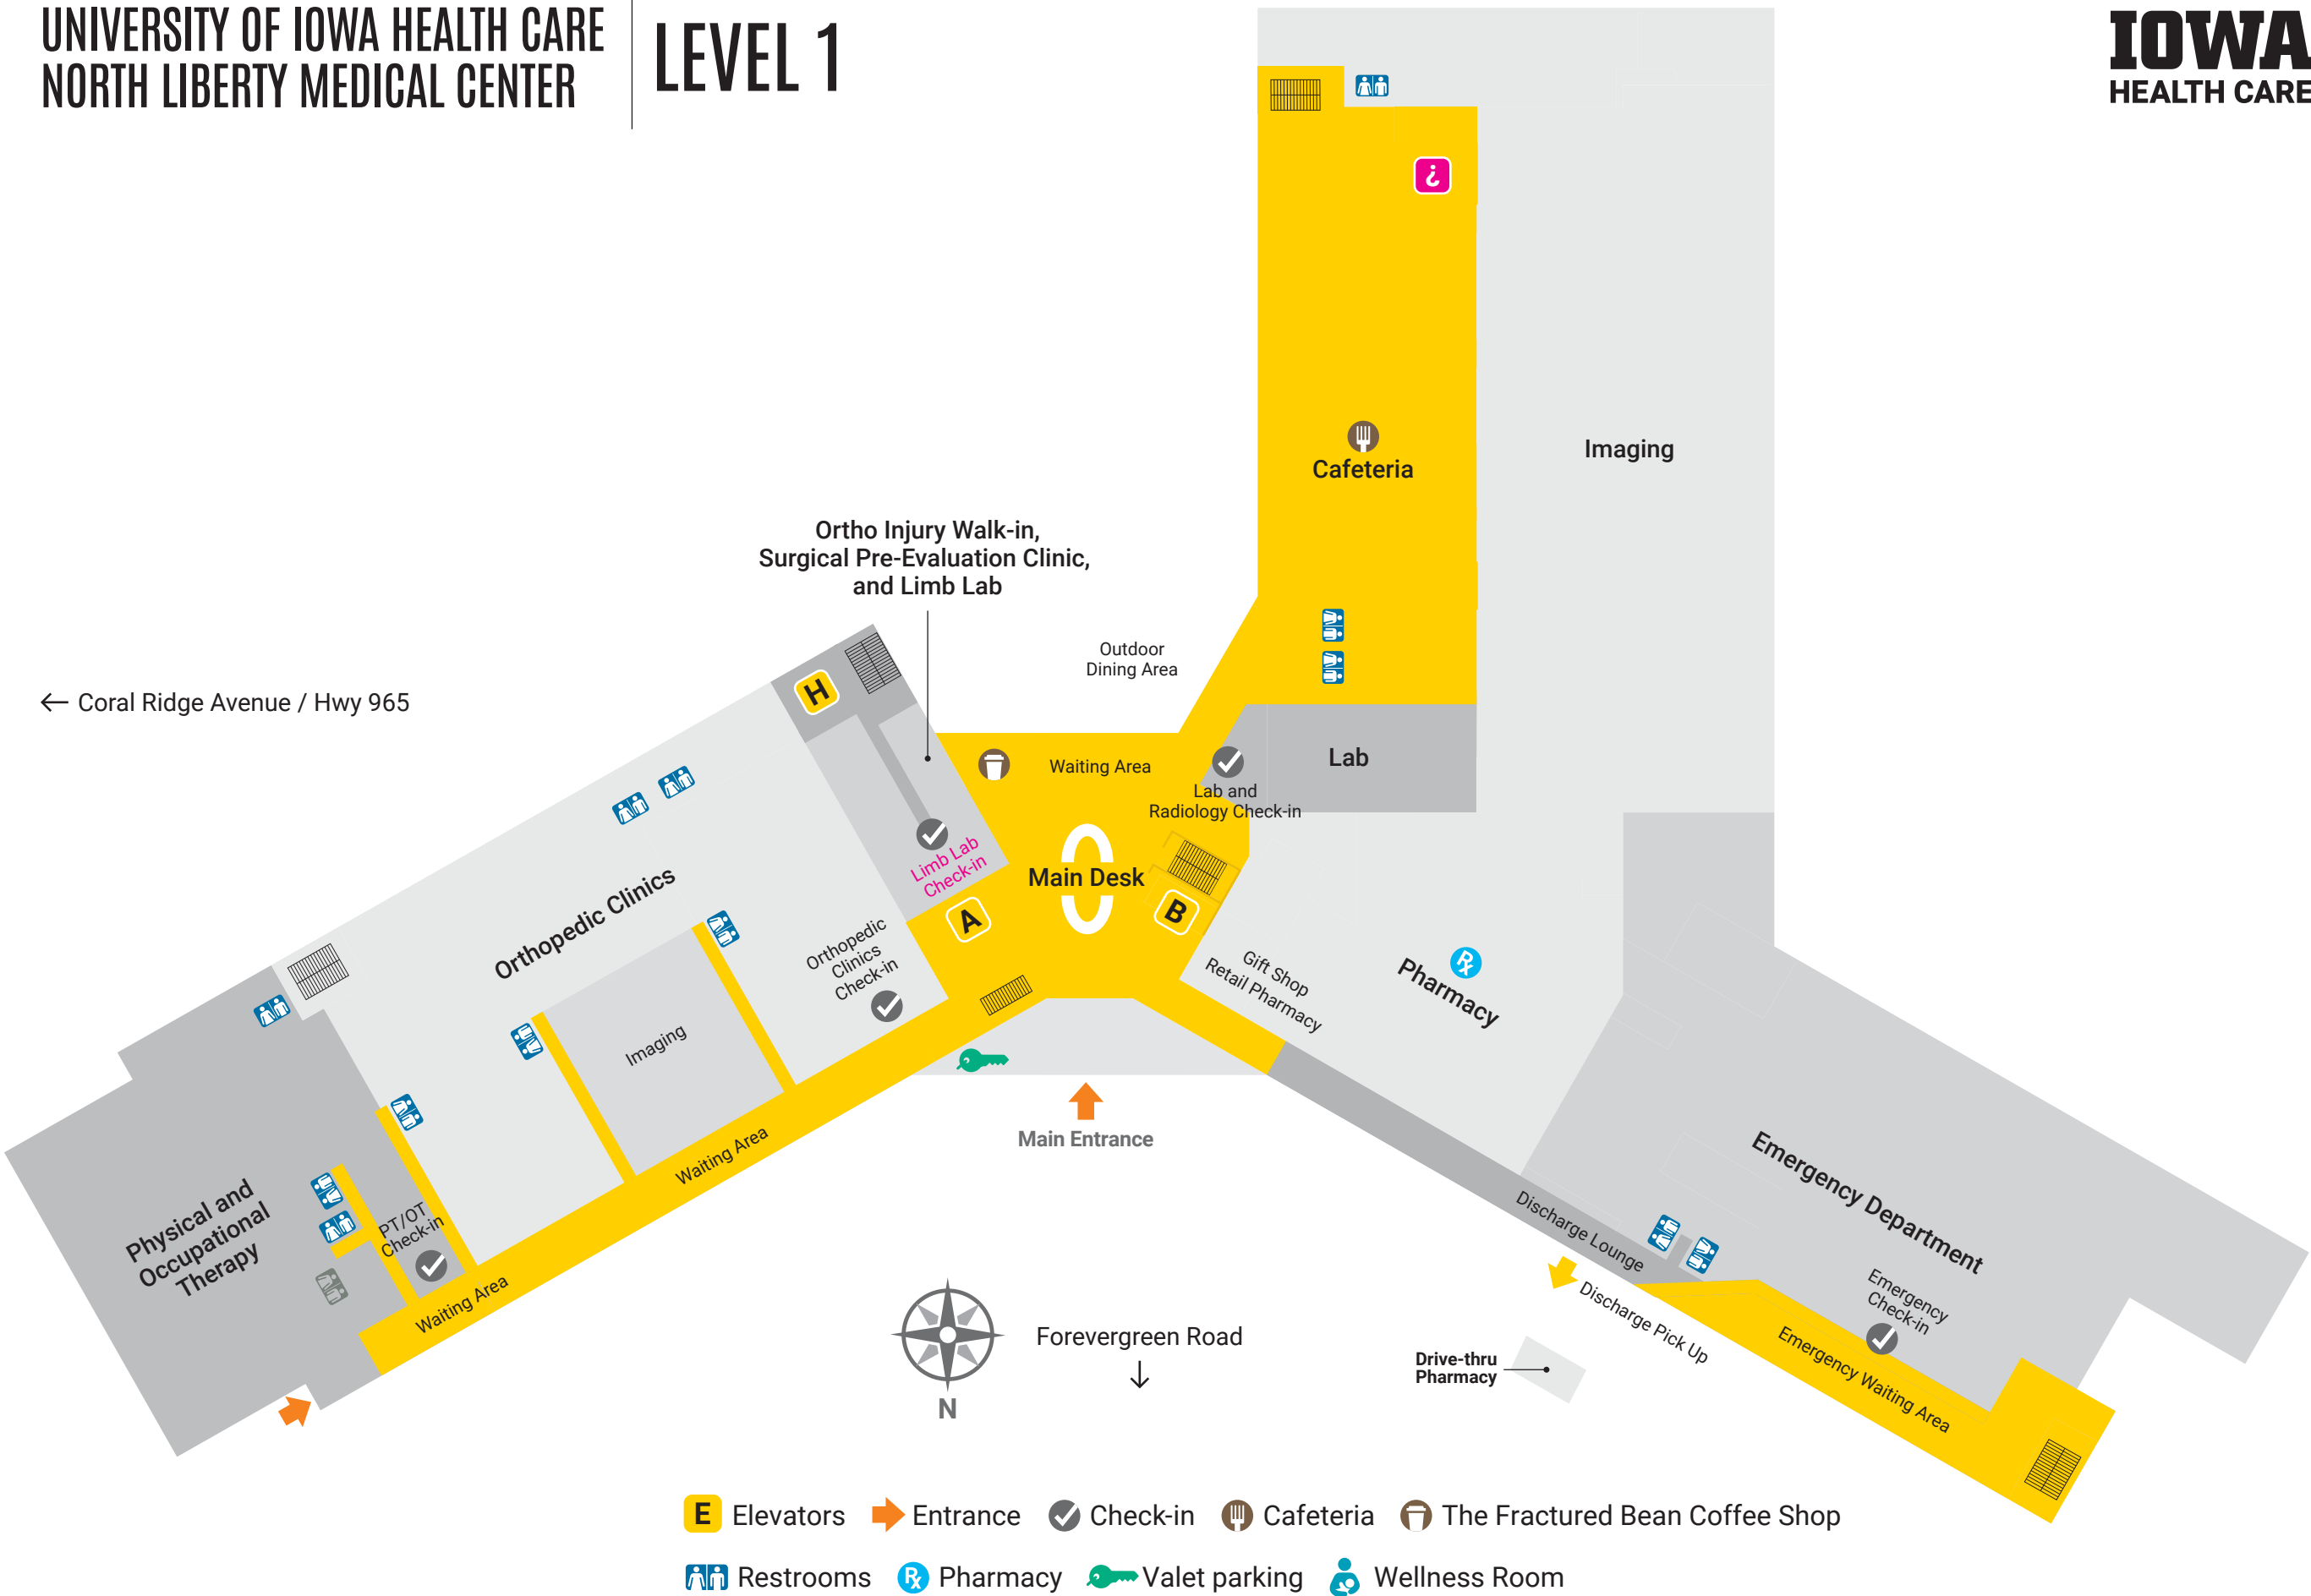 UNIVERSITY OF IOWA HEALTH CARE
NORTH LIBERTY MEDICAL CENTER
LEVEL 1
IOWA
HEALTH CARE
¿
Cafeteria
Imaging
Ortho Injury Walk-in,
Surgical Pre-Evaluation Clinic,
and Limb Lab
Outdoor
Dining Area
← Coral Ridge Avenue / Hwy 965
H
Waiting Area
Lab
Lab and
Radiology Check-in
Limb Lab
Check-in
Main Desk
A
B
Orthopedic Clinics
Orthopedic
Clinics
Check-in
Gift Shop
Retail Pharmacy
Rx
Pharmacy
Imaging
Waiting Area
Main Entrance
Physical and
Occupational
Therapy
PT/OT
Check-in
Waiting Area
Emergency Department
Discharge Lounge
Discharge Pick Up
Emergency
Check-in
Emergency Waiting Area
Drive-thru
Pharmacy
Forevergreen Road
↓
N
E Elevators Entrance Check-in Cafeteria The Fractured Bean Coffee Shop
Restrooms Rx Pharmacy Valet parking Wellness Room